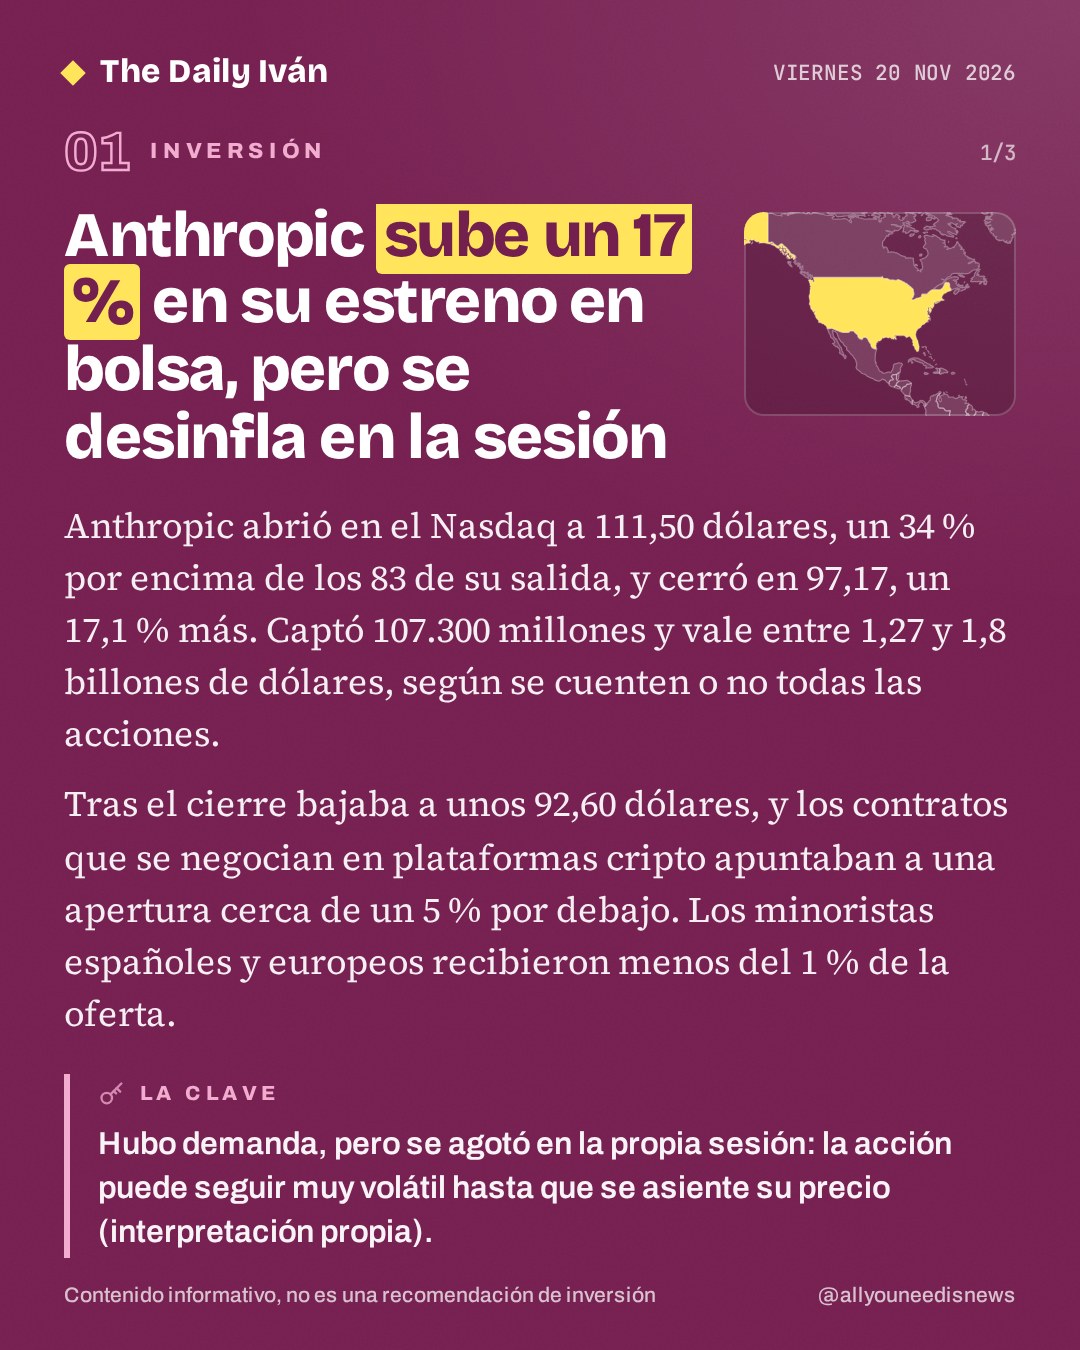 The Daily Iván
VIERNES 20 NOV 2026
01 INVERSIÓN
1/3
Anthropic sube un 17
% en su estreno en
bolsa, pero se
desinfla en la sesión
Anthropic abrió en el Nasdaq a 111,50 dólares, un 34 %
por encima de los 83 de su salida, y cerró en 97,17, un
17,1 % más. Captó 107.300 millones y vale entre 1,27 y 1,8
billones de dólares, según se cuenten o no todas las
acciones.
Tras el cierre bajaba a unos 92,60 dólares, y los contratos
que se negocian en plataformas cripto apuntaban a una
apertura cerca de un 5 % por debajo. Los minoristas
españoles y europeos recibieron menos del 1 % de la
oferta.
LA CLAVE
Hubo demanda, pero se agotó en la propia sesión: la acción
puede seguir muy volátil hasta que se asiente su precio
(interpretación propia).
Contenido informativo, no es una recomendación de inversión
@allyouneedisnews